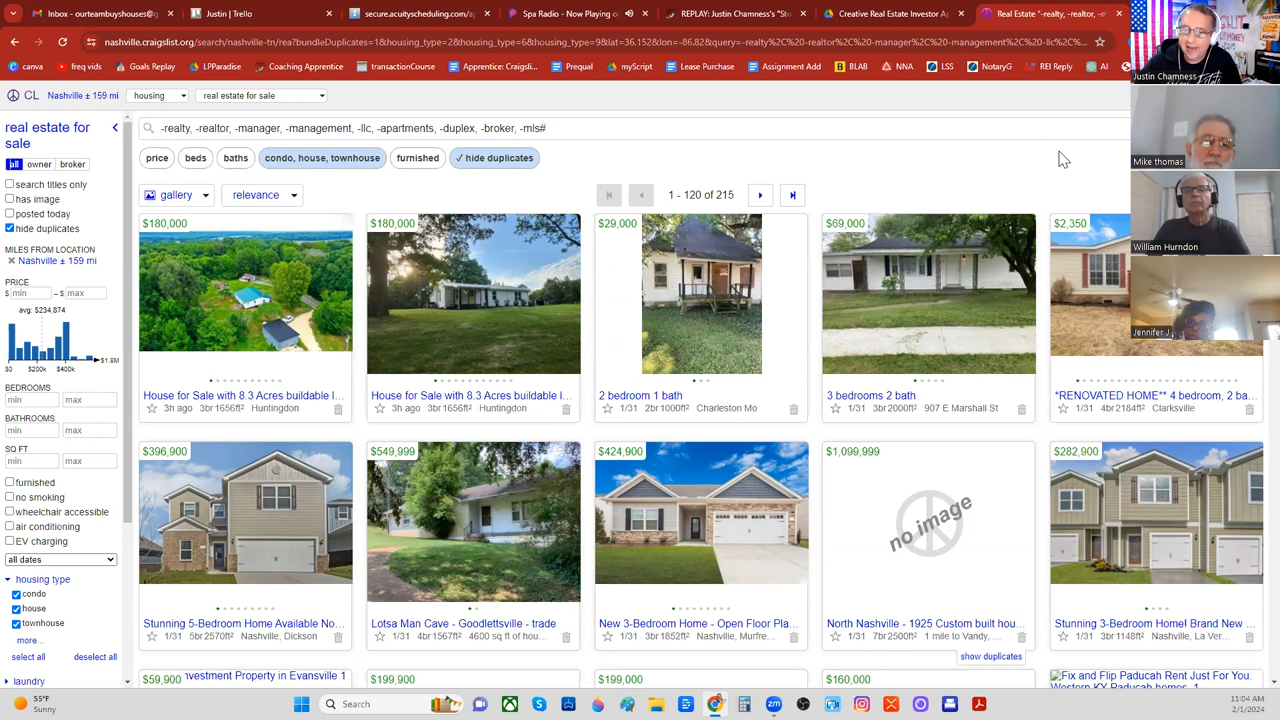 Inbox - ourteambuyshouses@g
Justin | Trello
secure.acuityscheduling.com/ap
Spa Radio - Now Playing o
REPLAY: Justin Chamness's "Sto
Creative Real Estate Investor Ap
Real Estate "-realty, -realtor, -m
nashville.craigslist.org/search/nashville-tn/rea?bundleDuplicates=1&housing_type=2&housing_type=6&housing_type=9&lat=36.152&lon=-86.82&query=-realty%2C%20-realtor%2C%20-manager%2C%20-management%2C%20-llc%2C%20-apartments%2C%20-duplex%2C%...
canva
freq vids
Goals Replay
LPParadise
Coaching Apprentice
transactionCourse
Apprentice: Craigsli...
Prequal
myScript
Lease Purchase
Assignment Add
BLAB
NNA
LSS
NotaryG
REI Reply
AI
Justin Chamness
CL
Nashville ± 159 mi
housing
real estate for sale
real estate for
sale
-realty, -realtor, -manager, -management, -llc, -apartments, -duplex, -broker, -mls#
all owner broker
price
beds
baths
condo, house, townhouse
furnished
✓ hide duplicates
Mike thomas
search titles only
has image
posted today
hide duplicates
gallery
relevance
1 - 120 of 215
MILES FROM LOCATION
Nashville ± 159 mi
William Hurndon
PRICE
$ min – $ max
avg: $234,874
$0 $200k $400k $1.8M
Jennifer J
$180,000
$180,000
$29,000
$69,000
$2,350
House for Sale with 8.3 Acres buildable l...
3h ago 3br 1656ft² Huntingdon
House for Sale with 8.3 Acres buildable l...
3h ago 3br 1656ft² Huntingdon
2 bedroom 1 bath
1/31 2br 1000ft² Charleston Mo
3 bedrooms 2 bath
1/31 3br 2000ft² 907 E Marshall St
*RENOVATED HOME** 4 bedroom, 2 ba...
1/31 4br 2184ft² Clarksville
BEDROOMS
min max
BATHROOMS
min max
SQ FT
min max
furnished
no smoking
wheelchair accessible
air conditioning
EV charging
all dates
housing type
condo
house
townhouse
more...
select all deselect all
laundry
$396,900
$549,999
$424,900
$1,099,999
$282,900
no image
Stunning 5-Bedroom Home Available No...
1/31 5br 2570ft² Nashville, Dickson
Lotsa Man Cave - Goodlettsville - trade
1/31 4br 1567ft² 4600 sq ft of hou...
New 3-Bedroom Home - Open Floor Pla...
1/31 3br 1852ft² Nashville, Murfre...
North Nashville - 1925 Custom built hou...
1/31 7br 2500ft² 1 mile to Vandy, ...
show duplicates
Stunning 3-Bedroom Home! Brand New ...
1/31 3br 1148ft² Nashville, La Ver...
$59,900
nvestment Property in Evansville 1
$199,900
$199,000
$160,000
Fix and Flip Paducah Rent Just For You.
Western KY Paducah homes. 1
55°F
Sunny
Search
11:04 AM
2/1/2024